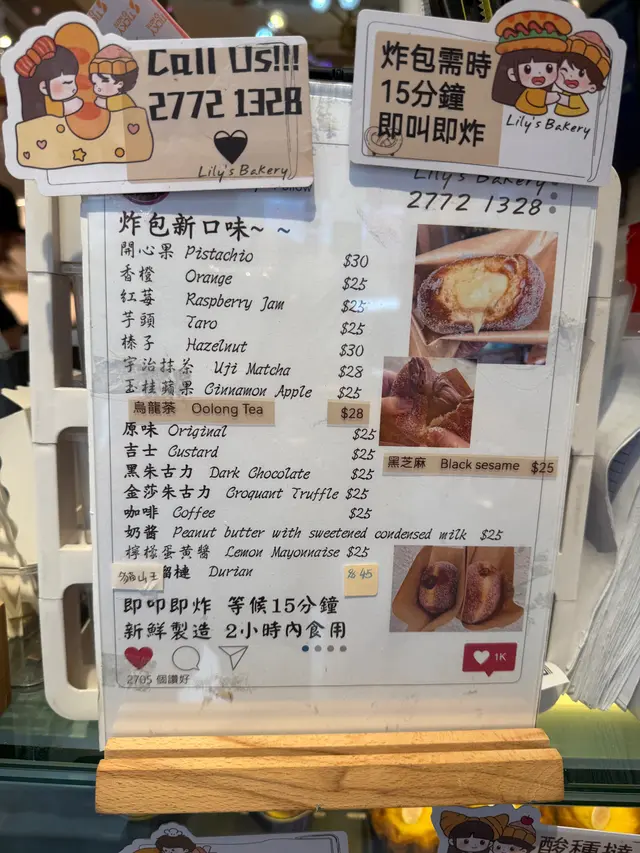 Call Us!!!
2772 1328
Lily's Bakery
炸包需時
15分鐘
即叫即炸
Lily's Bakery
Lily's Bakery
2772 1328
炸包新口味~ ~
開心果 Pistachio $30
香橙 Orange $25
紅莓 Raspberry Jam $25
芋頭 Taro $25
榛子 Hazelnut $30
宇治抹茶 Uji Matcha $28
玉桂蘋果 Cinnamon Apple $25
烏龍茶 Oolong Tea $28
原味 Original $25
吉士 Custard $25
黑芝麻 Black sesame $25
黑朱古力 Dark Chocolate $25
金莎朱古力 Croquant Truffle $25
咖啡 Coffee $25
奶醬 Peanut butter with sweetened condensed milk $25
檸檬蛋黃醬 Lemon Mayonnaise $25
貓山王榴槤 Durian $45
即叩即炸 等候15分鐘
新鮮製造 2小時內食用
1K
2705 個讚好
酸種撻